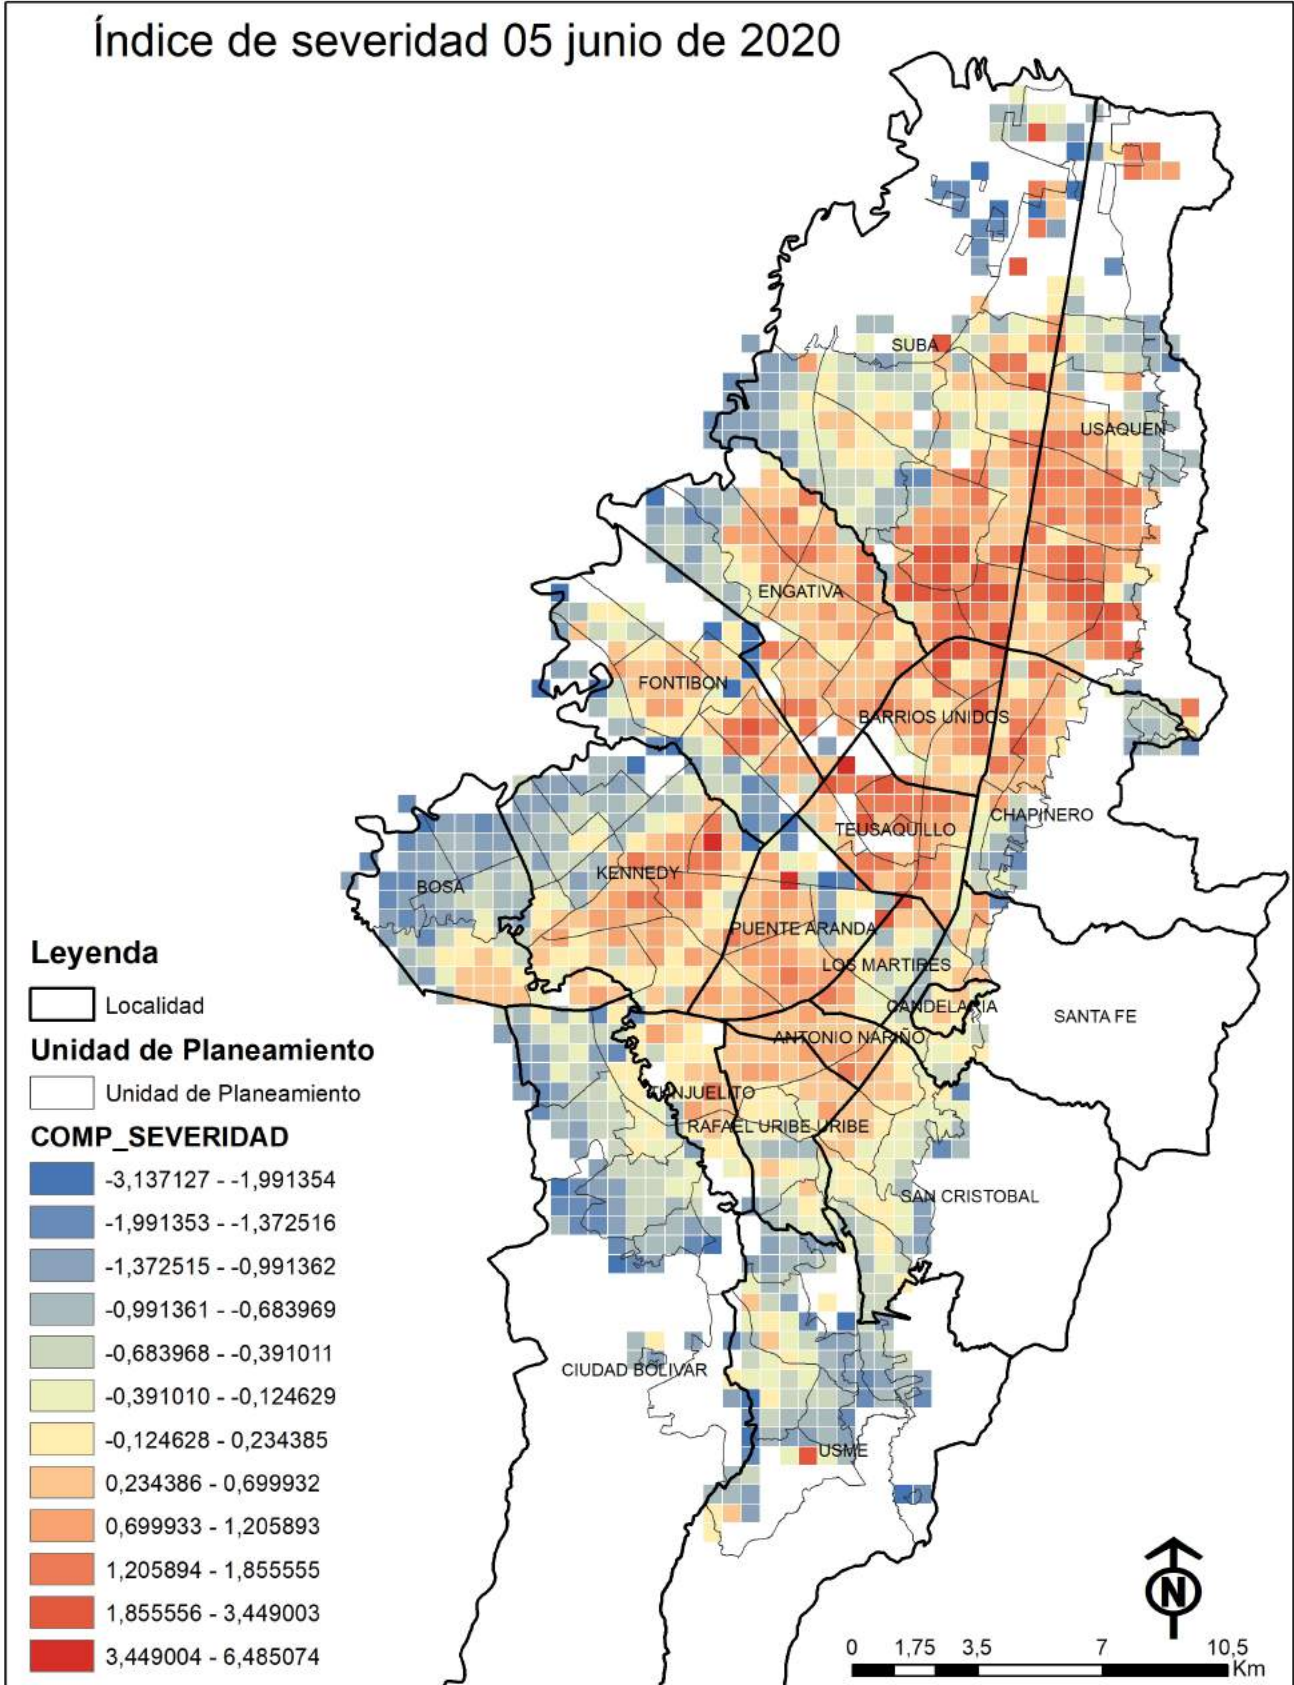 Índice de severidad 05 junio de 2020
SUBA
USAQUEN
ENGATIVA
FONTIBON
BARRIOS UNIDOS
CHAPINERO
TEUSAQUILLO
KENNEDY
BOSA
PUENTE ARANDA
LOS MARTIRES
CANDELARIA
SANTA FE
ANTONIO NARIÑO
TUNJUELITO
RAFAEL URIBE URIBE
SAN CRISTOBAL
CIUDAD BOLIVAR
USME
Leyenda
Localidad
Unidad de Planeamiento
Unidad de Planeamiento
COMP_SEVERIDAD
-3,137127 - -1,991354
-1,991353 - -1,372516
-1,372515 - -0,991362
-0,991361 - -0,683969
-0,683968 - -0,391011
-0,391010 - -0,124629
-0,124628 - 0,234385
0,234386 - 0,699932
0,699933 - 1,205893
1,205894 - 1,855555
1,855556 - 3,449003
3,449004 - 6,485074
N
0 1,75 3,5 7 10,5
Km